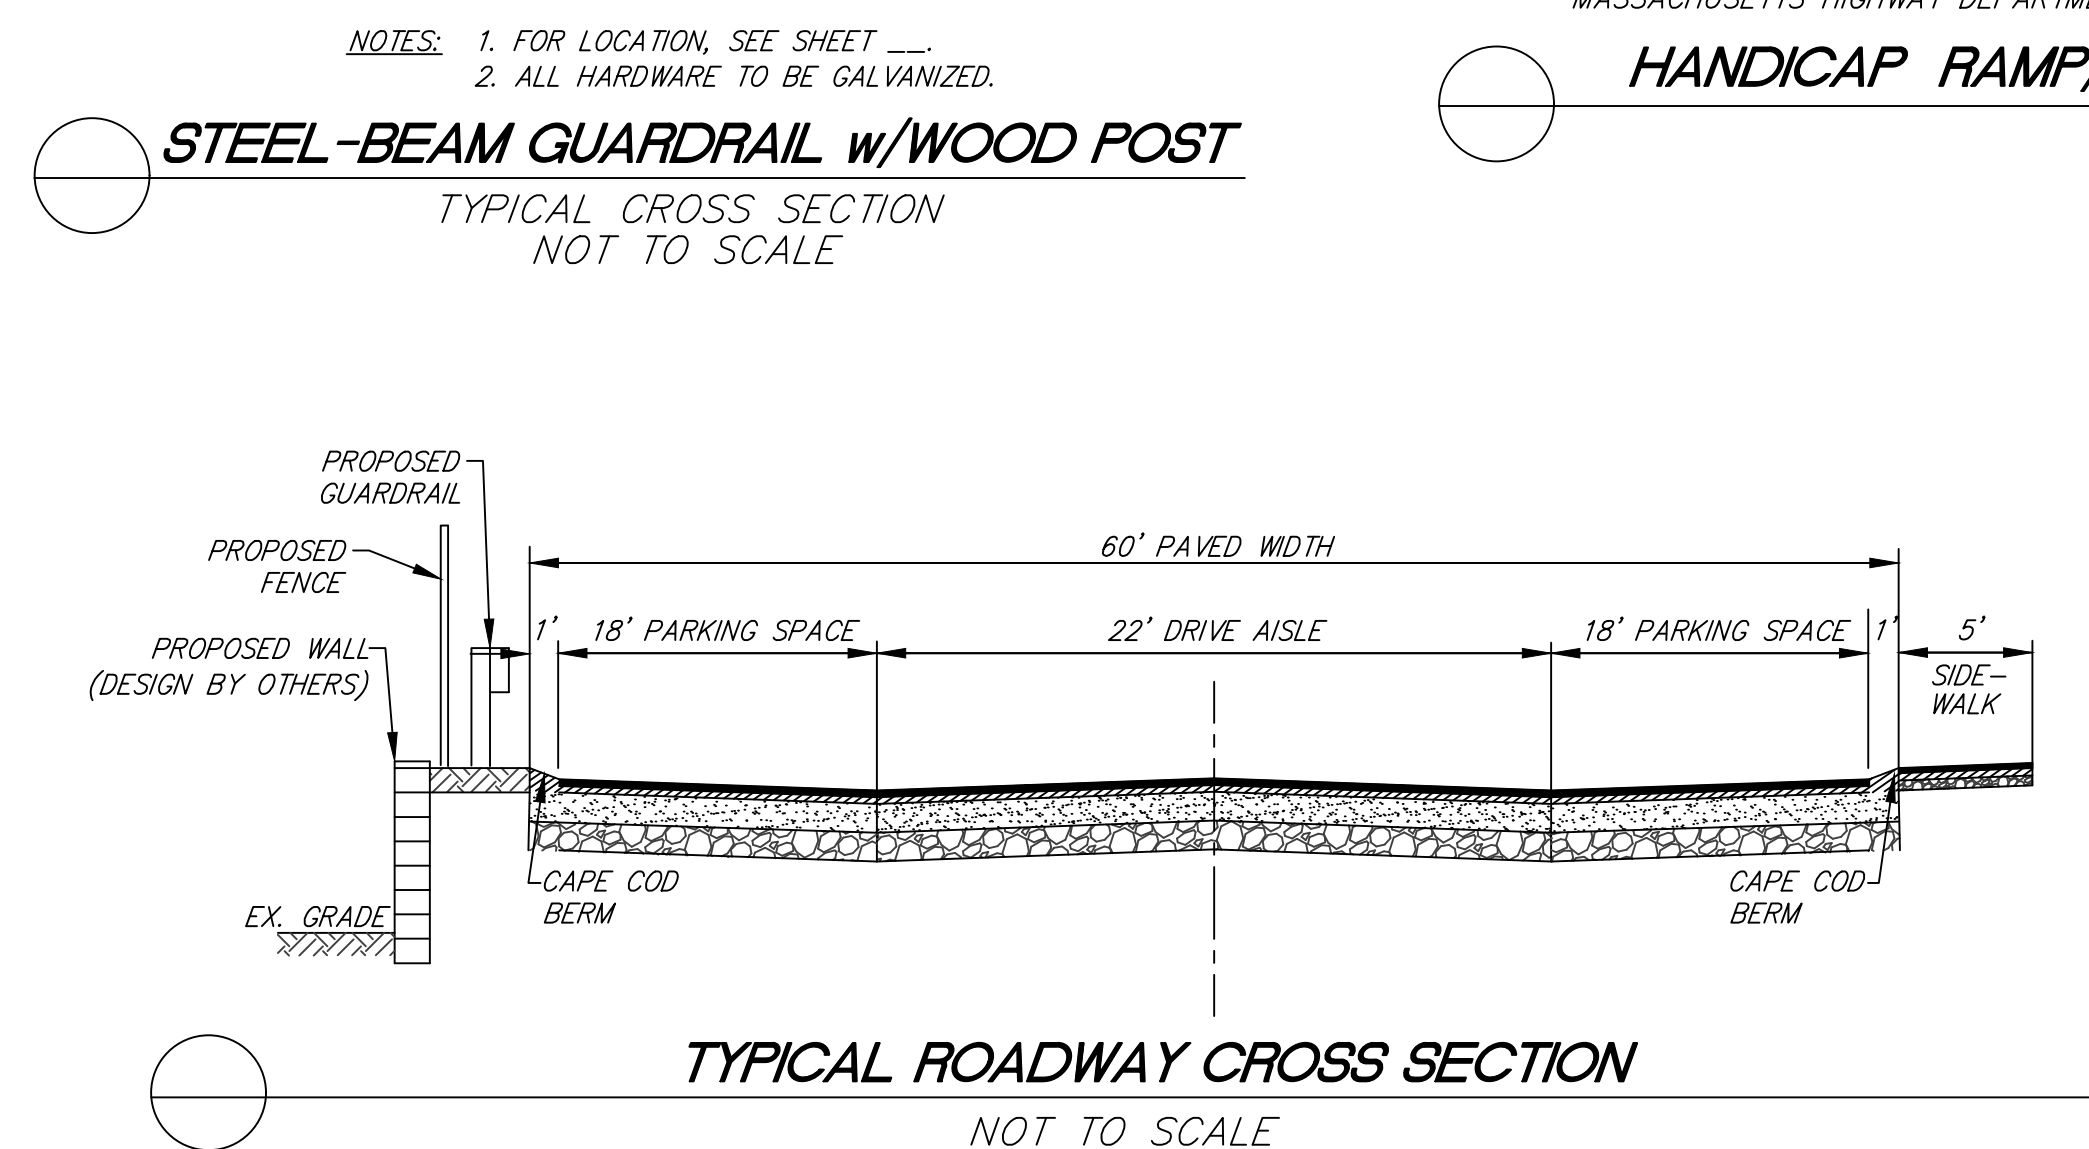 NOTES: 1. FOR LOCATION, SEE SHEET __.
2. ALL HARDWARE TO BE GALVANIZED.
STEEL-BEAM GUARDRAIL w/WOOD POST
TYPICAL CROSS SECTION
NOT TO SCALE
MASSACHUSETTS HIGHWAY
HANDICAP RAMP
PROPOSED
GUARDRAIL
PROPOSED
FENCE
PROPOSED WALL
(DESIGN BY OTHERS)
60' PAVED WIDTH
1' 18' PARKING SPACE 22' DRIVE AISLE 18' PARKING SPACE 1' 5'
SIDE-
WALK
CAPE COD
BERM
CAPE COD
BERM
EX. GRADE
TYPICAL ROADWAY CROSS SECTION
NOT TO SCALE